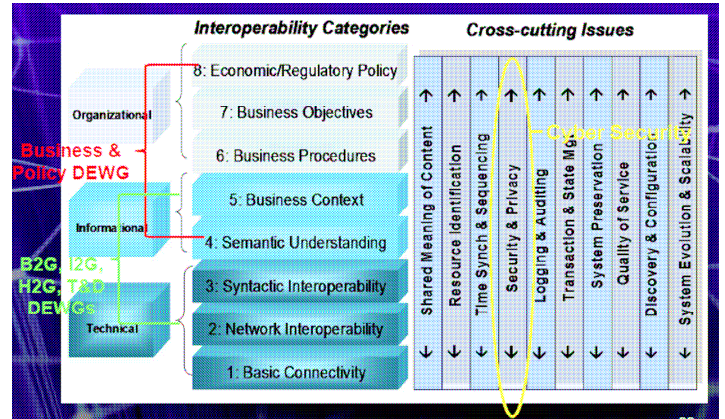 Interoperability Categories
Cross-cutting Issues
Organizational
Informational
Technical
8: Economic/Regulatory Policy
7: Business Objectives
6: Business Procedures
5: Business Context
4: Semantic Understanding
3: Syntactic Interoperability
2: Network Interoperability
1: Basic Connectivity
Business &
Policy DEWG
B2G, I2G,
H2G, T&D
DEWGs
Cyber Security
Shared Meaning of Content
Resource Identification
Time Synch & Sequencing
Security & Privacy
Logging & Auditing
Transaction & State Mgt
System Preservation
Quality of Service
Discovery & Configuration
System Evolution & Scalability